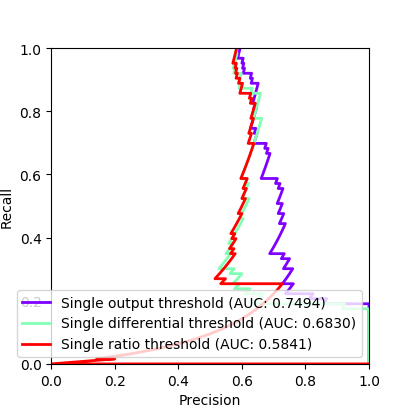 1.0
0.8
0.6
0.4
0.2
0.0
Recall
Single output threshold (AUC: 0.7494)
Single differential threshold (AUC: 0.6830)
Single ratio threshold (AUC: 0.5841)
0.0 0.2 0.4 0.6 0.8 1.0
Precision